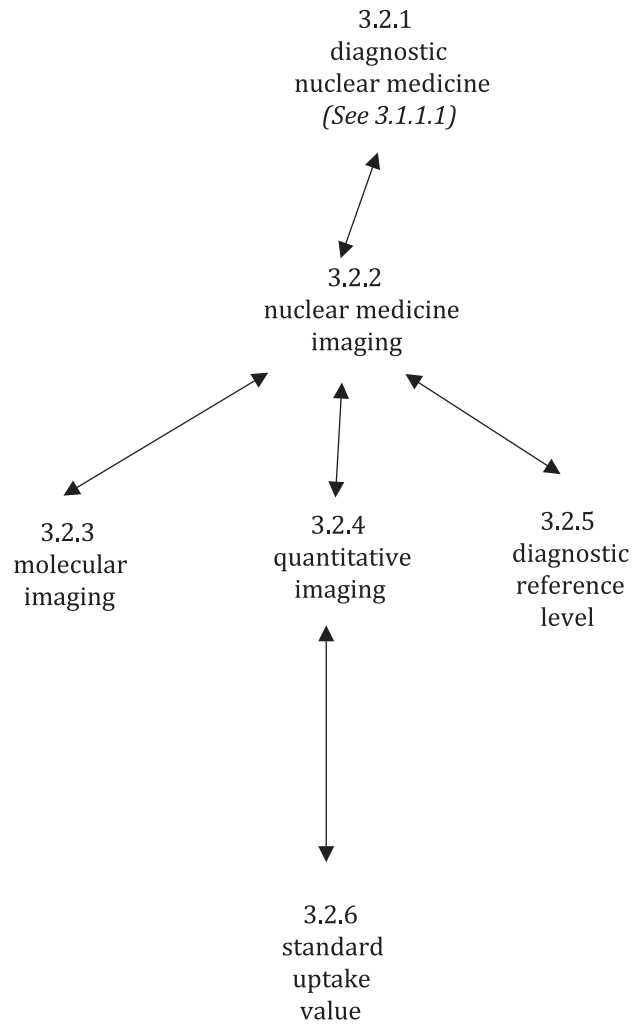 3.2.1
diagnostic
nuclear medicine
(See 3.1.1.1)
3.2.2
nuclear medicine
imaging
3.2.3
molecular
imaging
3.2.4
quantitative
imaging
3.2.5
diagnostic
reference
level
3.2.6
standard
uptake
value